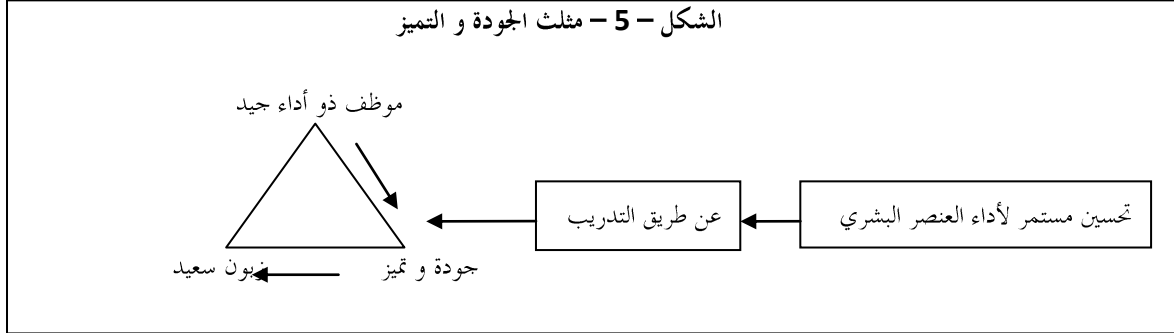 الشكل – 5 – مثلث الجودة و التميز
موظف ذو أداء جيد
تحسين مستمر لأداء العنصر البشري
عن طريق التدريب
جودة و تميز
زبون سعيد